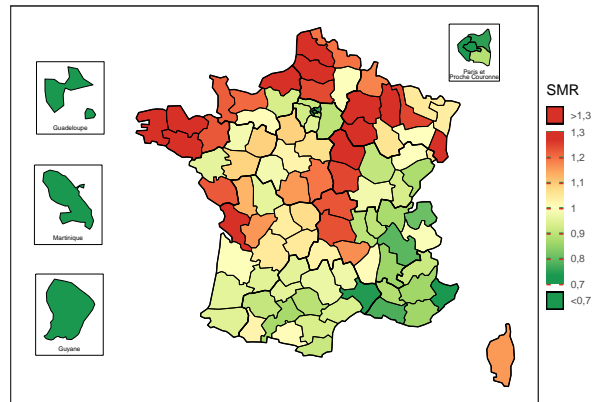 Paris et
Proche Couronne
Guadeloupe
Martinique
Guyane
SMR
>1,3
1,3
1,2
1,1
1
0,9
0,8
0,7
<0,7